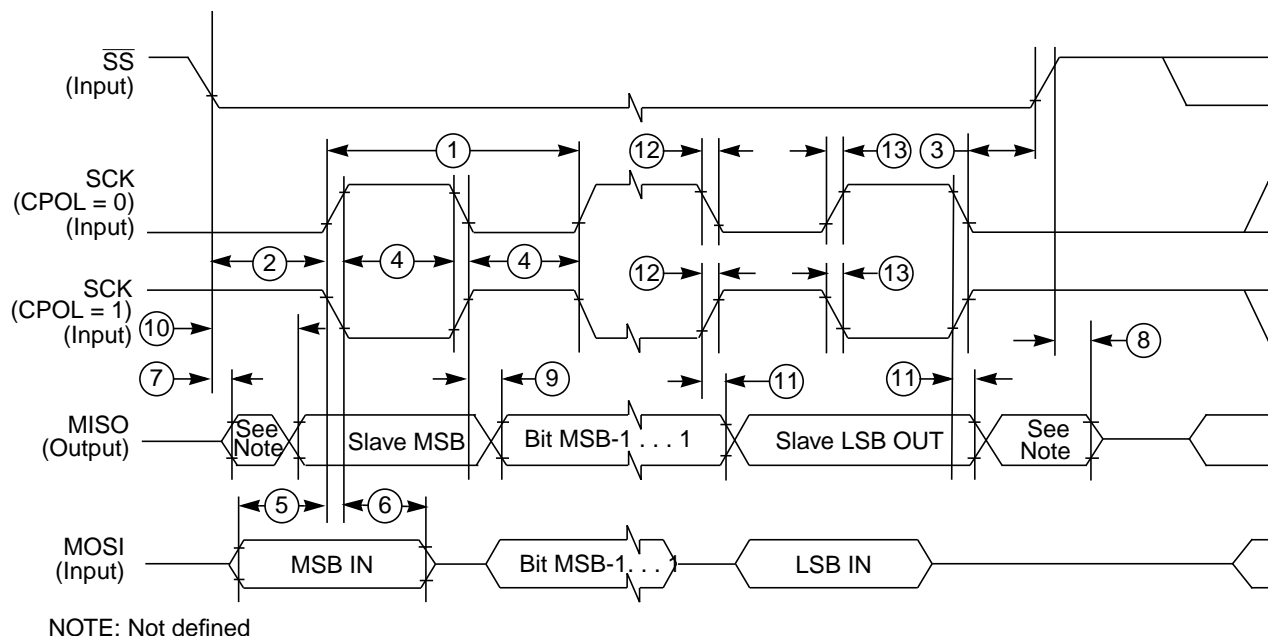 SS
(Input)
1
12
13
3
SCK
(CPOL = 0)
(Input)
2
4
4
12
13
SCK
(CPOL = 1)
(Input)
10
8
7
9
11
11
MISO
(Output)
See
Note
Slave MSB
Bit MSB-1 . . . 1
Slave LSB OUT
See
Note
5
6
MOSI
(Input)
MSB IN
Bit MSB-1. . . 1
LSB IN
NOTE: Not defined